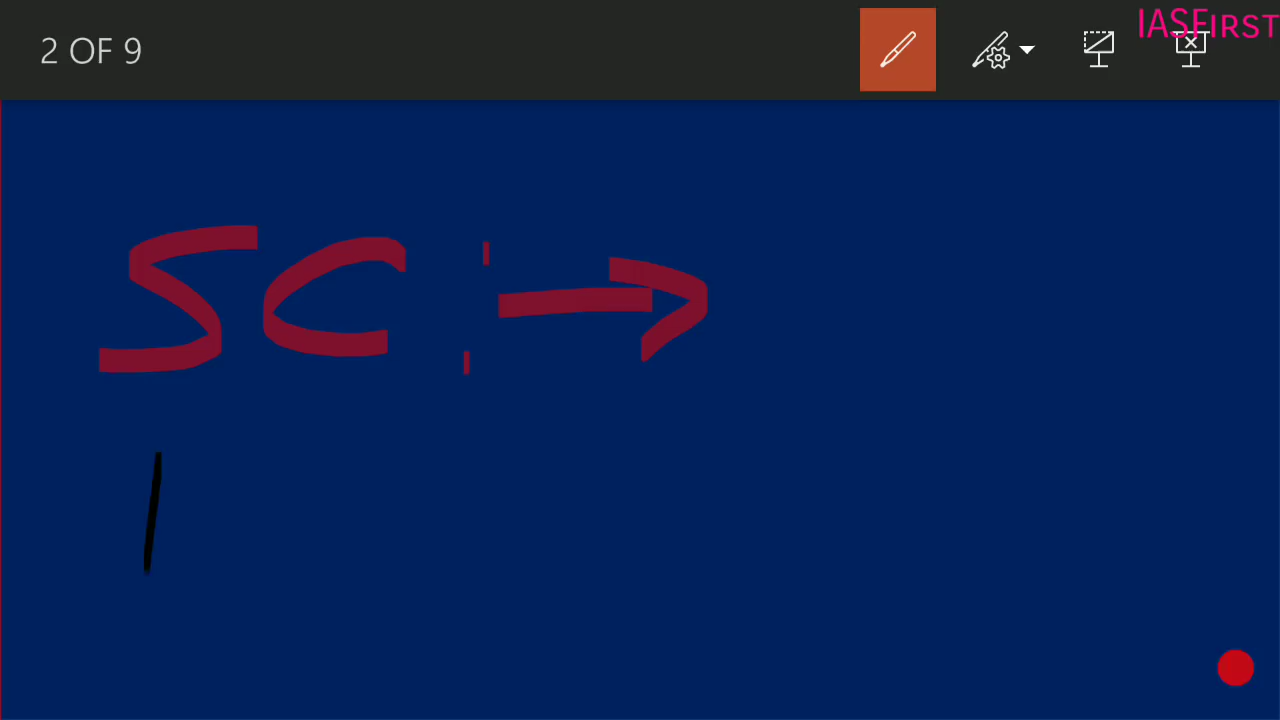 2 OF 9
IASFIRST
SC :→